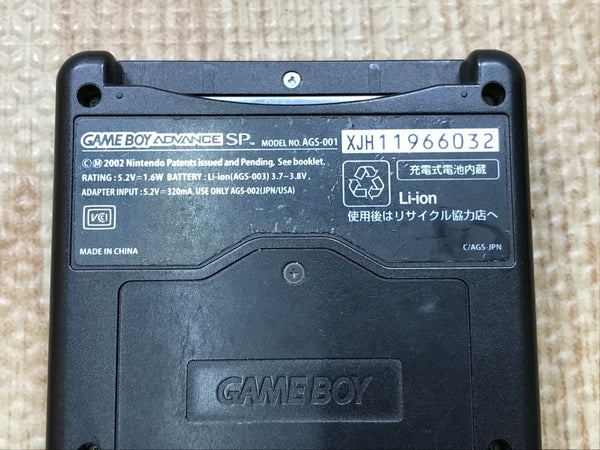 GAME BOY ADVANCE SP™ MODEL NO. AGS-001 XJH11966032
©Ⓜ 2002 Nintendo Patents issued and Pending. See booklet.
RATING : 5.2V⎓1.6W BATTERY : Li-ion(AGS-003) 3.7⎓3.8V,
ADAPTER INPUT : 5.2V⎓320mA. USE ONLY AGS-002(JPN/USA)
VCI
MADE IN CHINA
充電式電池内蔵
Li-ion
使用後はリサイクル協力店へ
C/AGS-JPN
GAME BOY